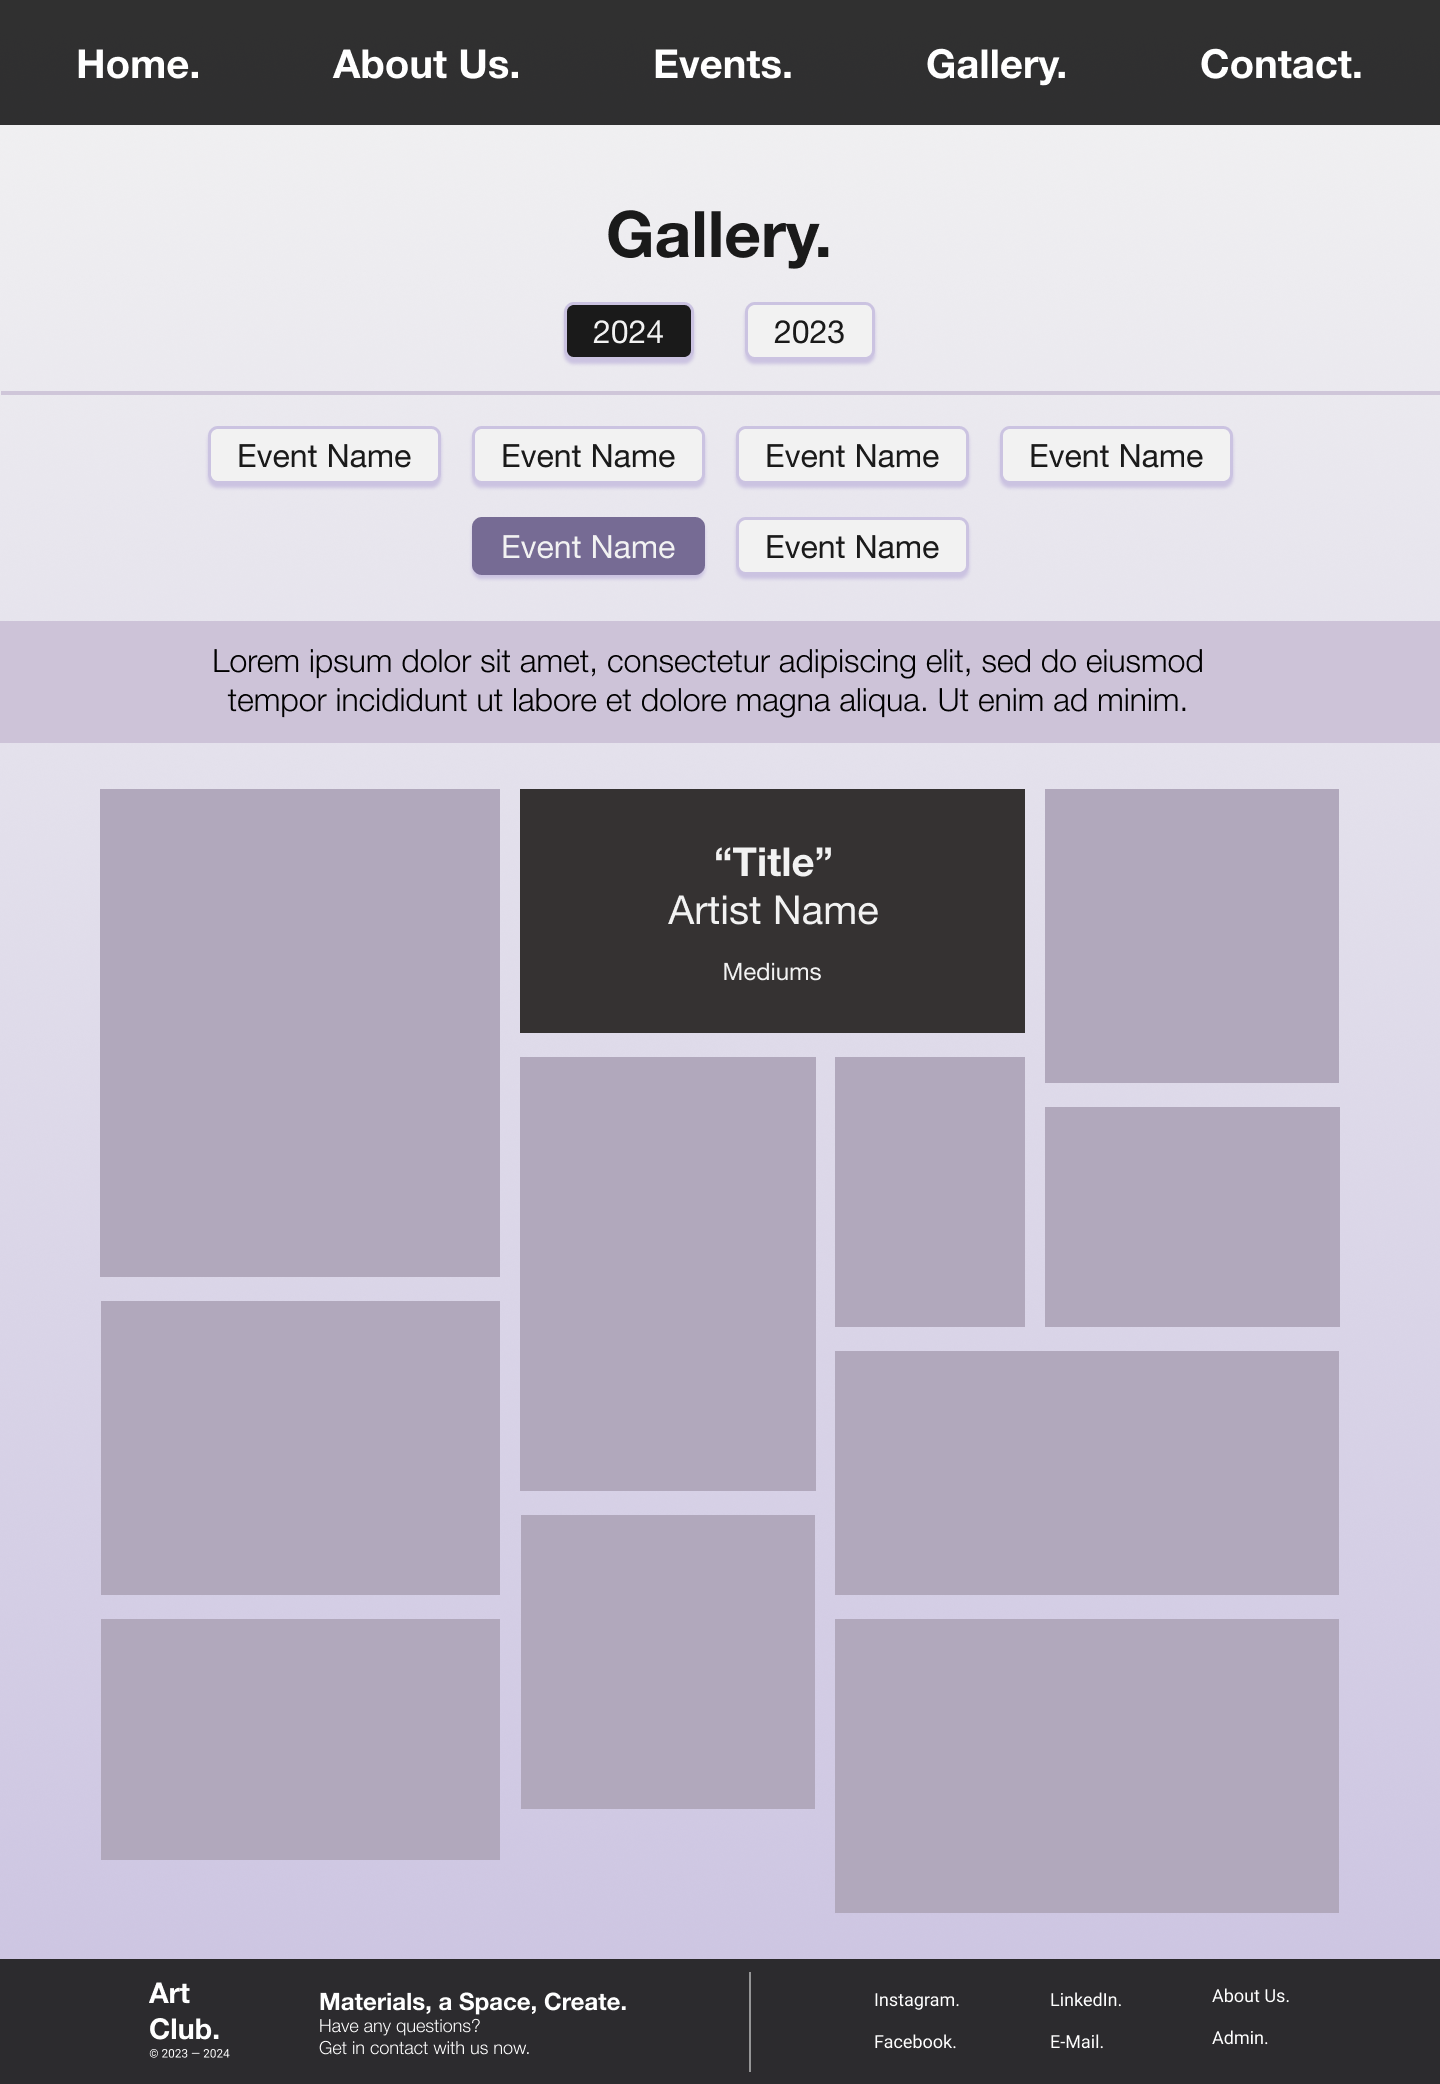 Home. About Us. Events. Gallery. Contact.
Gallery.
2024 2023
Event Name Event Name Event Name Event Name
Event Name Event Name
Lorem ipsum dolor sit amet, consectetur adipiscing elit, sed do eiusmod
tempor incididunt ut labore et dolore magna aliqua. Ut enim ad minim.
“Title”
Artist Name
Mediums
Art
Club.
© 2023 – 2024
Materials, a Space, Create.
Have any questions?
Get in contact with us now.
Instagram. LinkedIn. About Us.
Facebook. E-Mail. Admin.